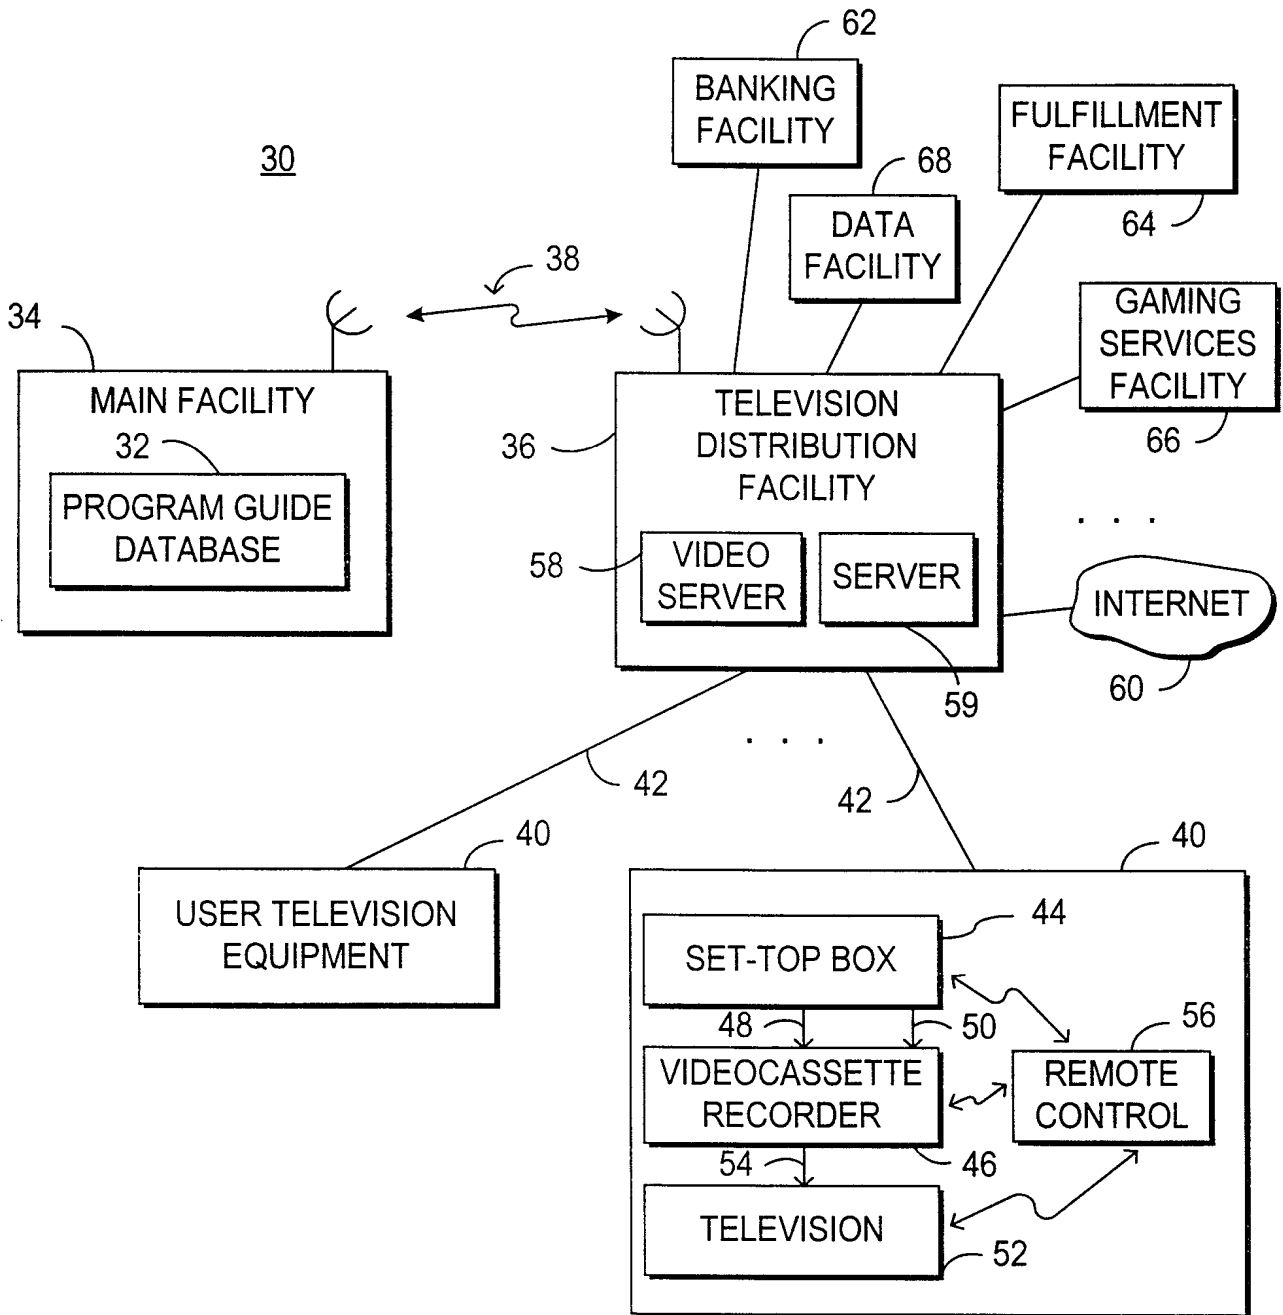 62
BANKING
FACILITY
FULFILLMENT
FACILITY
30
68
64
DATA
FACILITY
38
34
GAMING
SERVICES
FACILITY
MAIN FACILITY
32
PROGRAM GUIDE
DATABASE
36
TELEVISION
DISTRIBUTION
FACILITY
66
. . .
58
VIDEO
SERVER
SERVER
INTERNET
59
60
. . .
42
42
40
40
USER TELEVISION
EQUIPMENT
44
SET-TOP BOX
48
50
56
VIDEOCASSETTE
RECORDER
REMOTE
CONTROL
54
46
TELEVISION
52